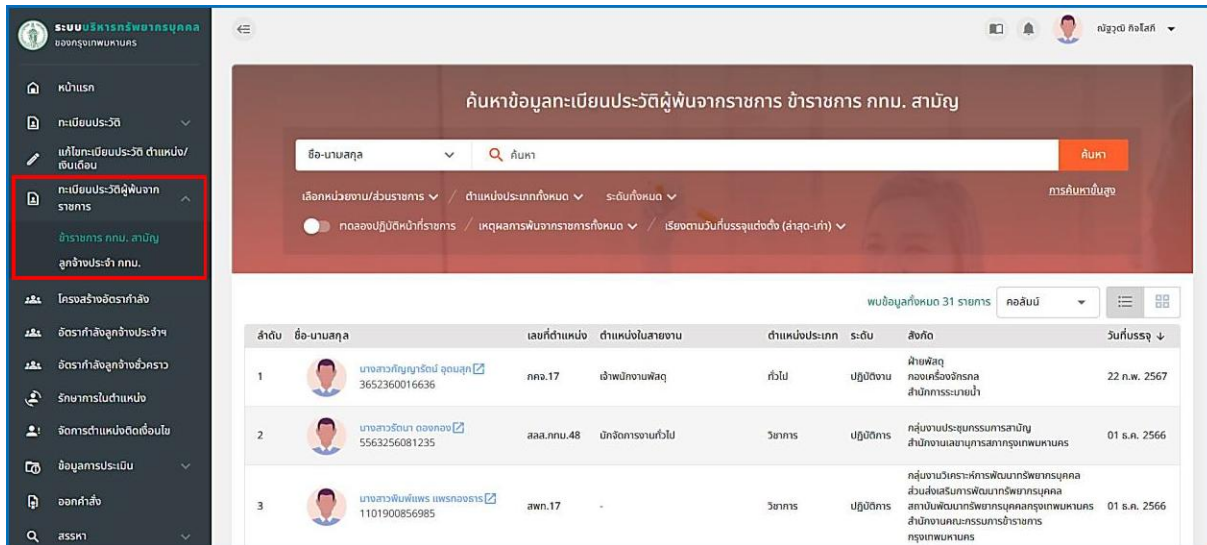 ระบบบริหารทรัพยากรบุคคล
ของกรุงเทพมหานคร
ณัฐวุฒิ กิจโสภี
หน้าแรก
ทะเบียนประวัติ
แก้ไขทะเบียนประวัติ ตำแหน่ง/
เงินเดือน
ทะเบียนประวัติผู้พ้นจาก
ราชการ
ข้าราชการ กทม. สามัญ
ลูกจ้างประจำ กทม.
โครงสร้างอัตรากำลัง
อัตรากำลังลูกจ้างประจำฯ
อัตรากำลังลูกจ้างชั่วคราว
รักษาการในตำแหน่ง
จัดการตำแหน่งติดเงื่อนไข
ข้อมูลการประเมิน
ออกคำสั่ง
สรรหา
ค้นหาข้อมูลทะเบียนประวัติผู้พ้นจากราชการ ข้าราชการ กทม. สามัญ
ชื่อ-นามสกุล ค้นหา ค้นหา
เลือกหน่วยงาน/ส่วนราชการ / ตำแหน่งประเภททั้งหมด ระดับทั้งหมด การค้นหาขั้นสูง
ทดลองปฏิบัติหน้าที่ราชการ / เหตุผลการพ้นจากราชการทั้งหมด / เรียงตามวันที่บรรจุแต่งตั้ง (ล่าสุด-เก่า)
พบข้อมูลทั้งหมด 31 รายการ คอลัมน์
ลำดับ ชื่อ-นามสกุล เลขที่ตำแหน่ง ตำแหน่งในสายงาน ตำแหน่งประเภท ระดับ สังกัด วันที่บรรจุ
1 นางสาวกัญญารัตน์ อุดมสุก กคจ.17 เจ้าพนักงานพัสดุ ทั่วไป ปฏิบัติงาน ฝ่ายพัสดุ 22 ก.พ. 2567
3652360016636 กองเครื่องจักรกล
สำนักการระบายน้ำ
2 นางสาวรัตนา ดองทอง สลส.กทม.48 นักจัดการงานทั่วไป วิชาการ ปฏิบัติการ กลุ่มงานประชุมกรรมการสามัญ 01 ธ.ค. 2566
5563256081235 สำนักงานเลขานุการสภากรุงเทพมหานคร
3 นางสาวพิมพ์แพร แพรทองธาร สพท.17 - วิชาการ ปฏิบัติการ กลุ่มงานวิเคราะห์การพัฒนาทรัพยากรบุคคล 01 ธ.ค. 2566
1101900856985 ส่วนส่งเสริมการพัฒนาทรัพยากรบุคคล
สถาบันพัฒนาทรัพยากรบุคคลกรุงเทพมหานคร
สำนักงานคณะกรรมการข้าราชการ
กรุงเทพมหานคร